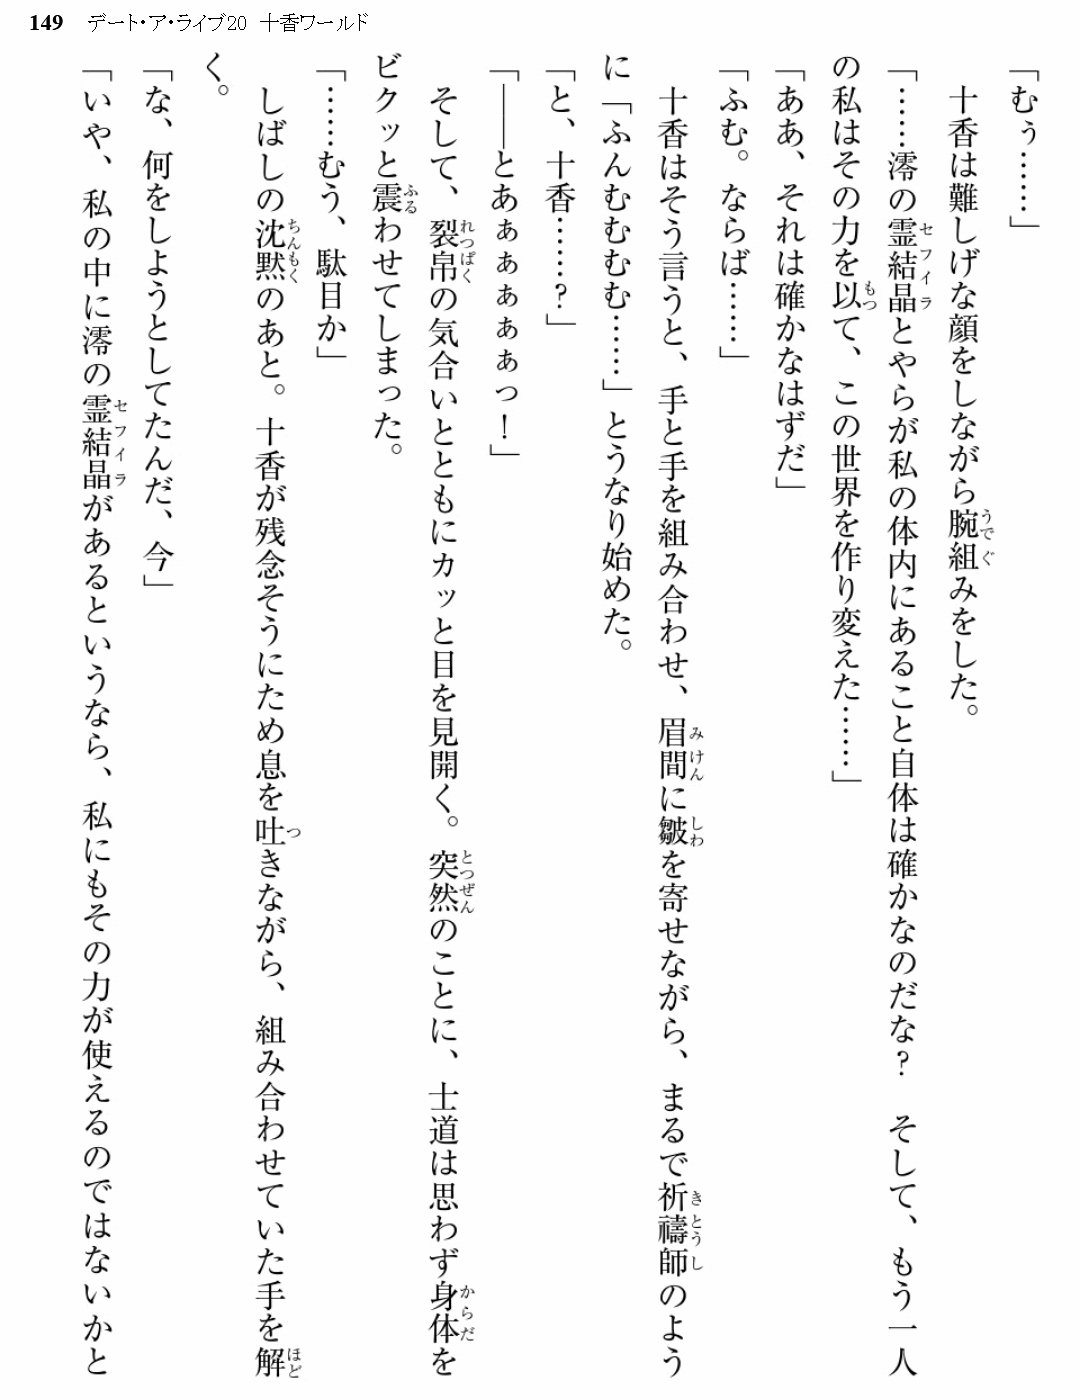 149 デート・ア・ライブ20 十香ワールド
「むぅ……」
　十香は難しげな顔をしながら腕組みをした。
「……澪の霊結晶とやらが私の体内にあること自体は確かなのだな?　そして、もう一人
の私はその力を以て、この世界を作り変えた……」
「ああ、それは確かなはずだ」
「ふむ。ならば……」
　十香はそう言うと、手と手を組み合わせ、眉間に皺を寄せながら、まるで祈禱師のよう
に「ふんむむむむ……」とうなり始めた。
「と、十香……?」
「――とあぁぁぁぁぁっ!」
　そして、裂帛の気合いとともにカッと目を見開く。突然のことに、士道は思わず身体を
ビクッと震わせてしまった。
「……むう、駄目か」
　しばしの沈黙のあと。十香が残念そうにため息を吐きながら、組み合わせていた手を解
く。
「な、何をしようとしてたんだ、今」
「いや、私の中に澪の霊結晶があるというなら、私にもその力が使えるのではないかと